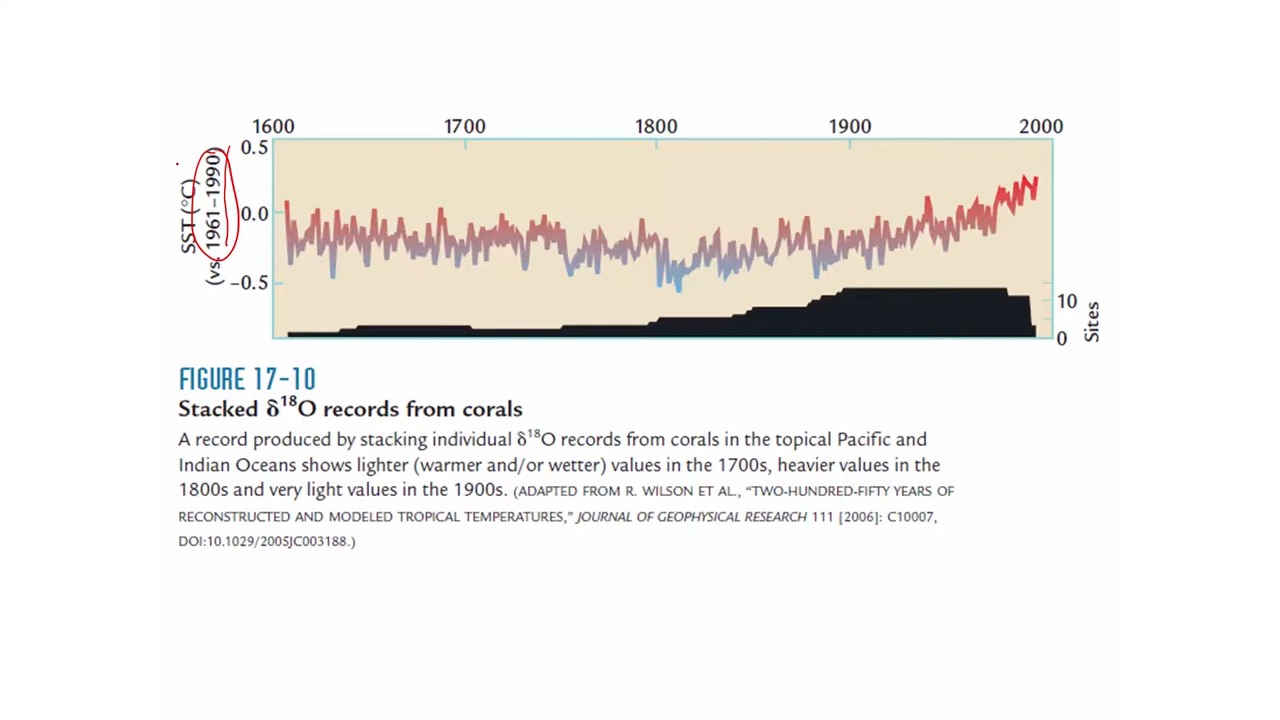 1600 1700 1800 1900 2000
0.5
0.0
−0.5
SST (°C)
(vs. 1961–1990)
10
0
Sites
FIGURE 17–10
Stacked δ¹⁸O records from corals
A record produced by stacking individual δ¹⁸O records from corals in the topical Pacific and
Indian Oceans shows lighter (warmer and/or wetter) values in the 1700s, heavier values in the
1800s and very light values in the 1900s. (ADAPTED FROM R. WILSON ET AL., “TWO-HUNDRED-FIFTY YEARS OF
RECONSTRUCTED AND MODELED TROPICAL TEMPERATURES,” JOURNAL OF GEOPHYSICAL RESEARCH 111 [2006]: C10007,
DOI:10.1029/2005JC003188.)